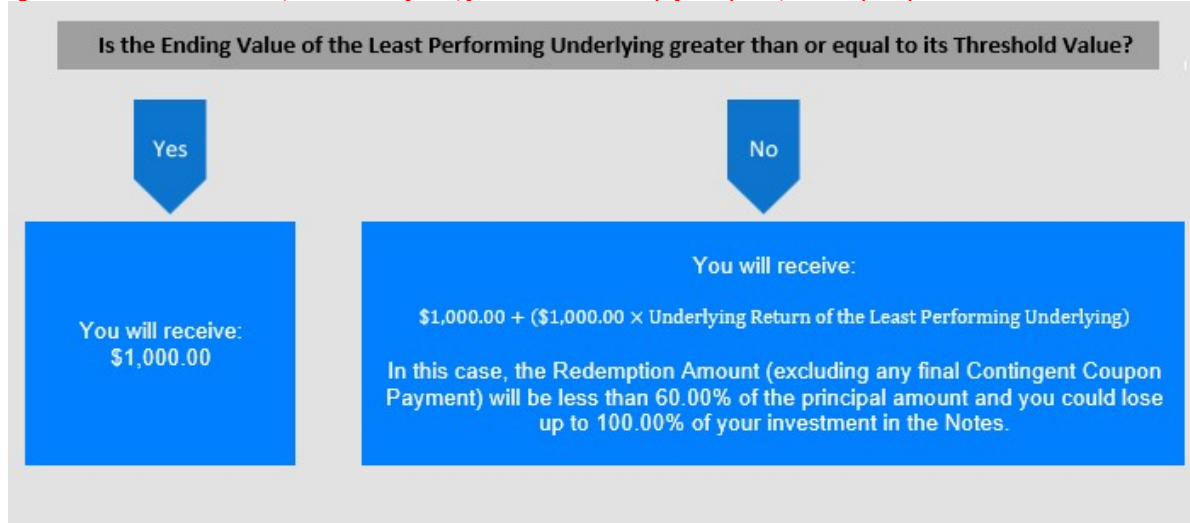 Is the Ending Value of the Least Performing Underlying greater than or equal to its Threshold Value?
Yes
No
You will receive:
$1,000.00
You will receive:
$1,000.00 + ($1,000.00 × Underlying Return of the Least Performing Underlying)
In this case, the Redemption Amount (excluding any final Contingent Coupon
Payment) will be less than 60.00% of the principal amount and you could lose
up to 100.00% of your investment in the Notes.